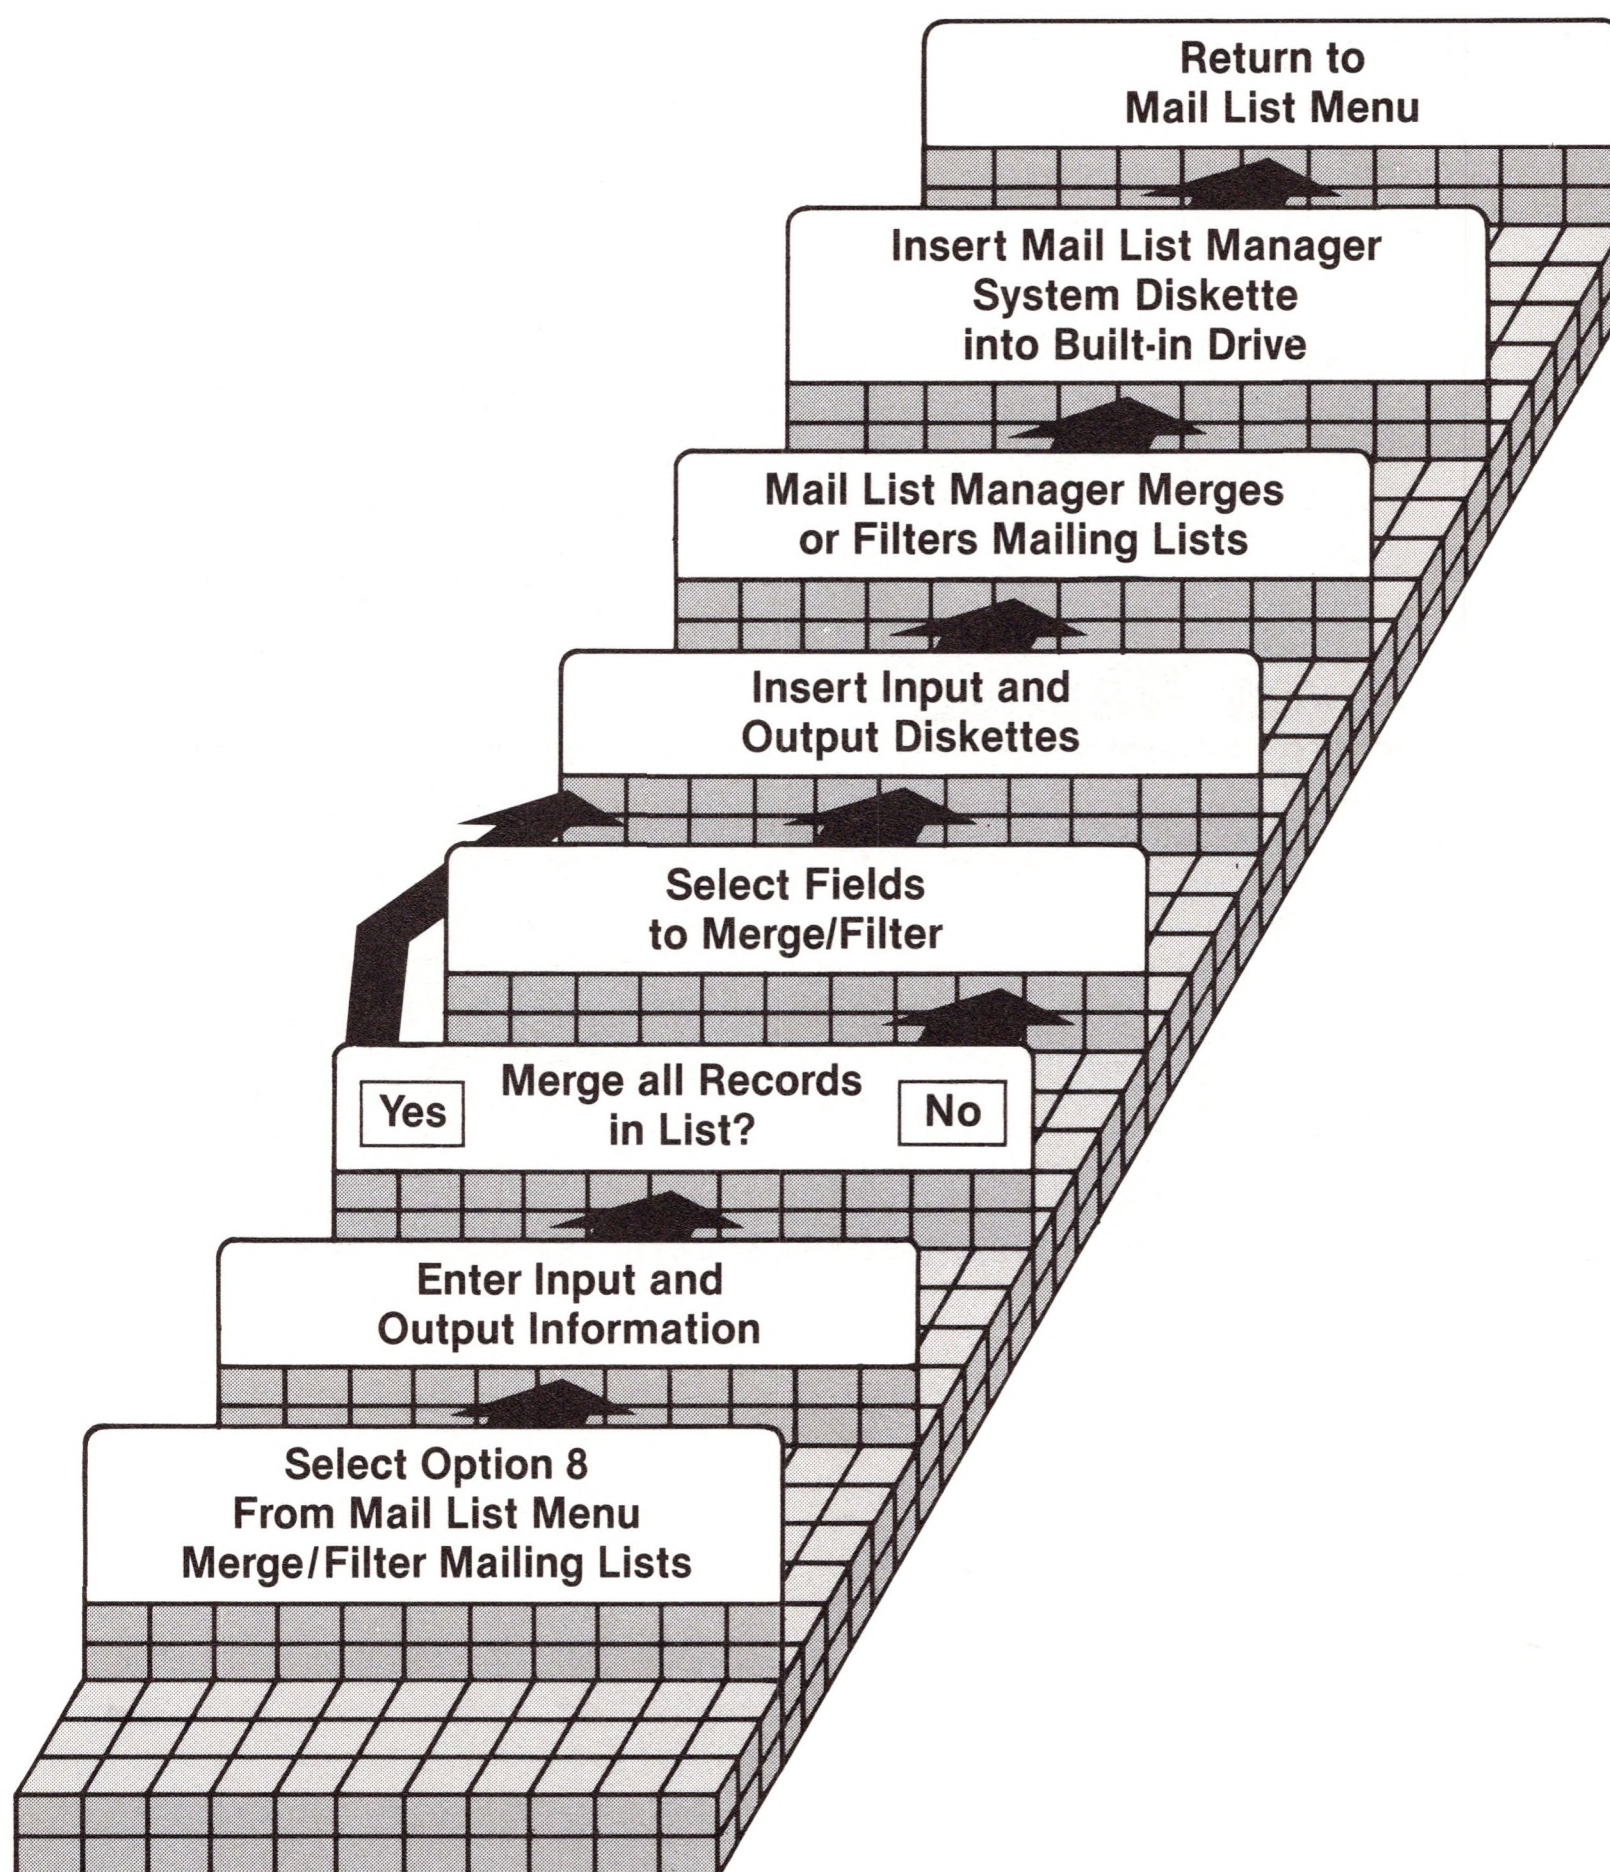 Return to
Mail List Menu
Insert Mail List Manager
System Diskette
into Built-in Drive
Mail List Manager Merges
or Filters Mailing Lists
Insert Input and
Output Diskettes
Select Fields
to Merge/Filter
Yes
Merge all Records
in List?
No
Enter Input and
Output Information
Select Option 8
From Mail List Menu
Merge/Filter Mailing Lists